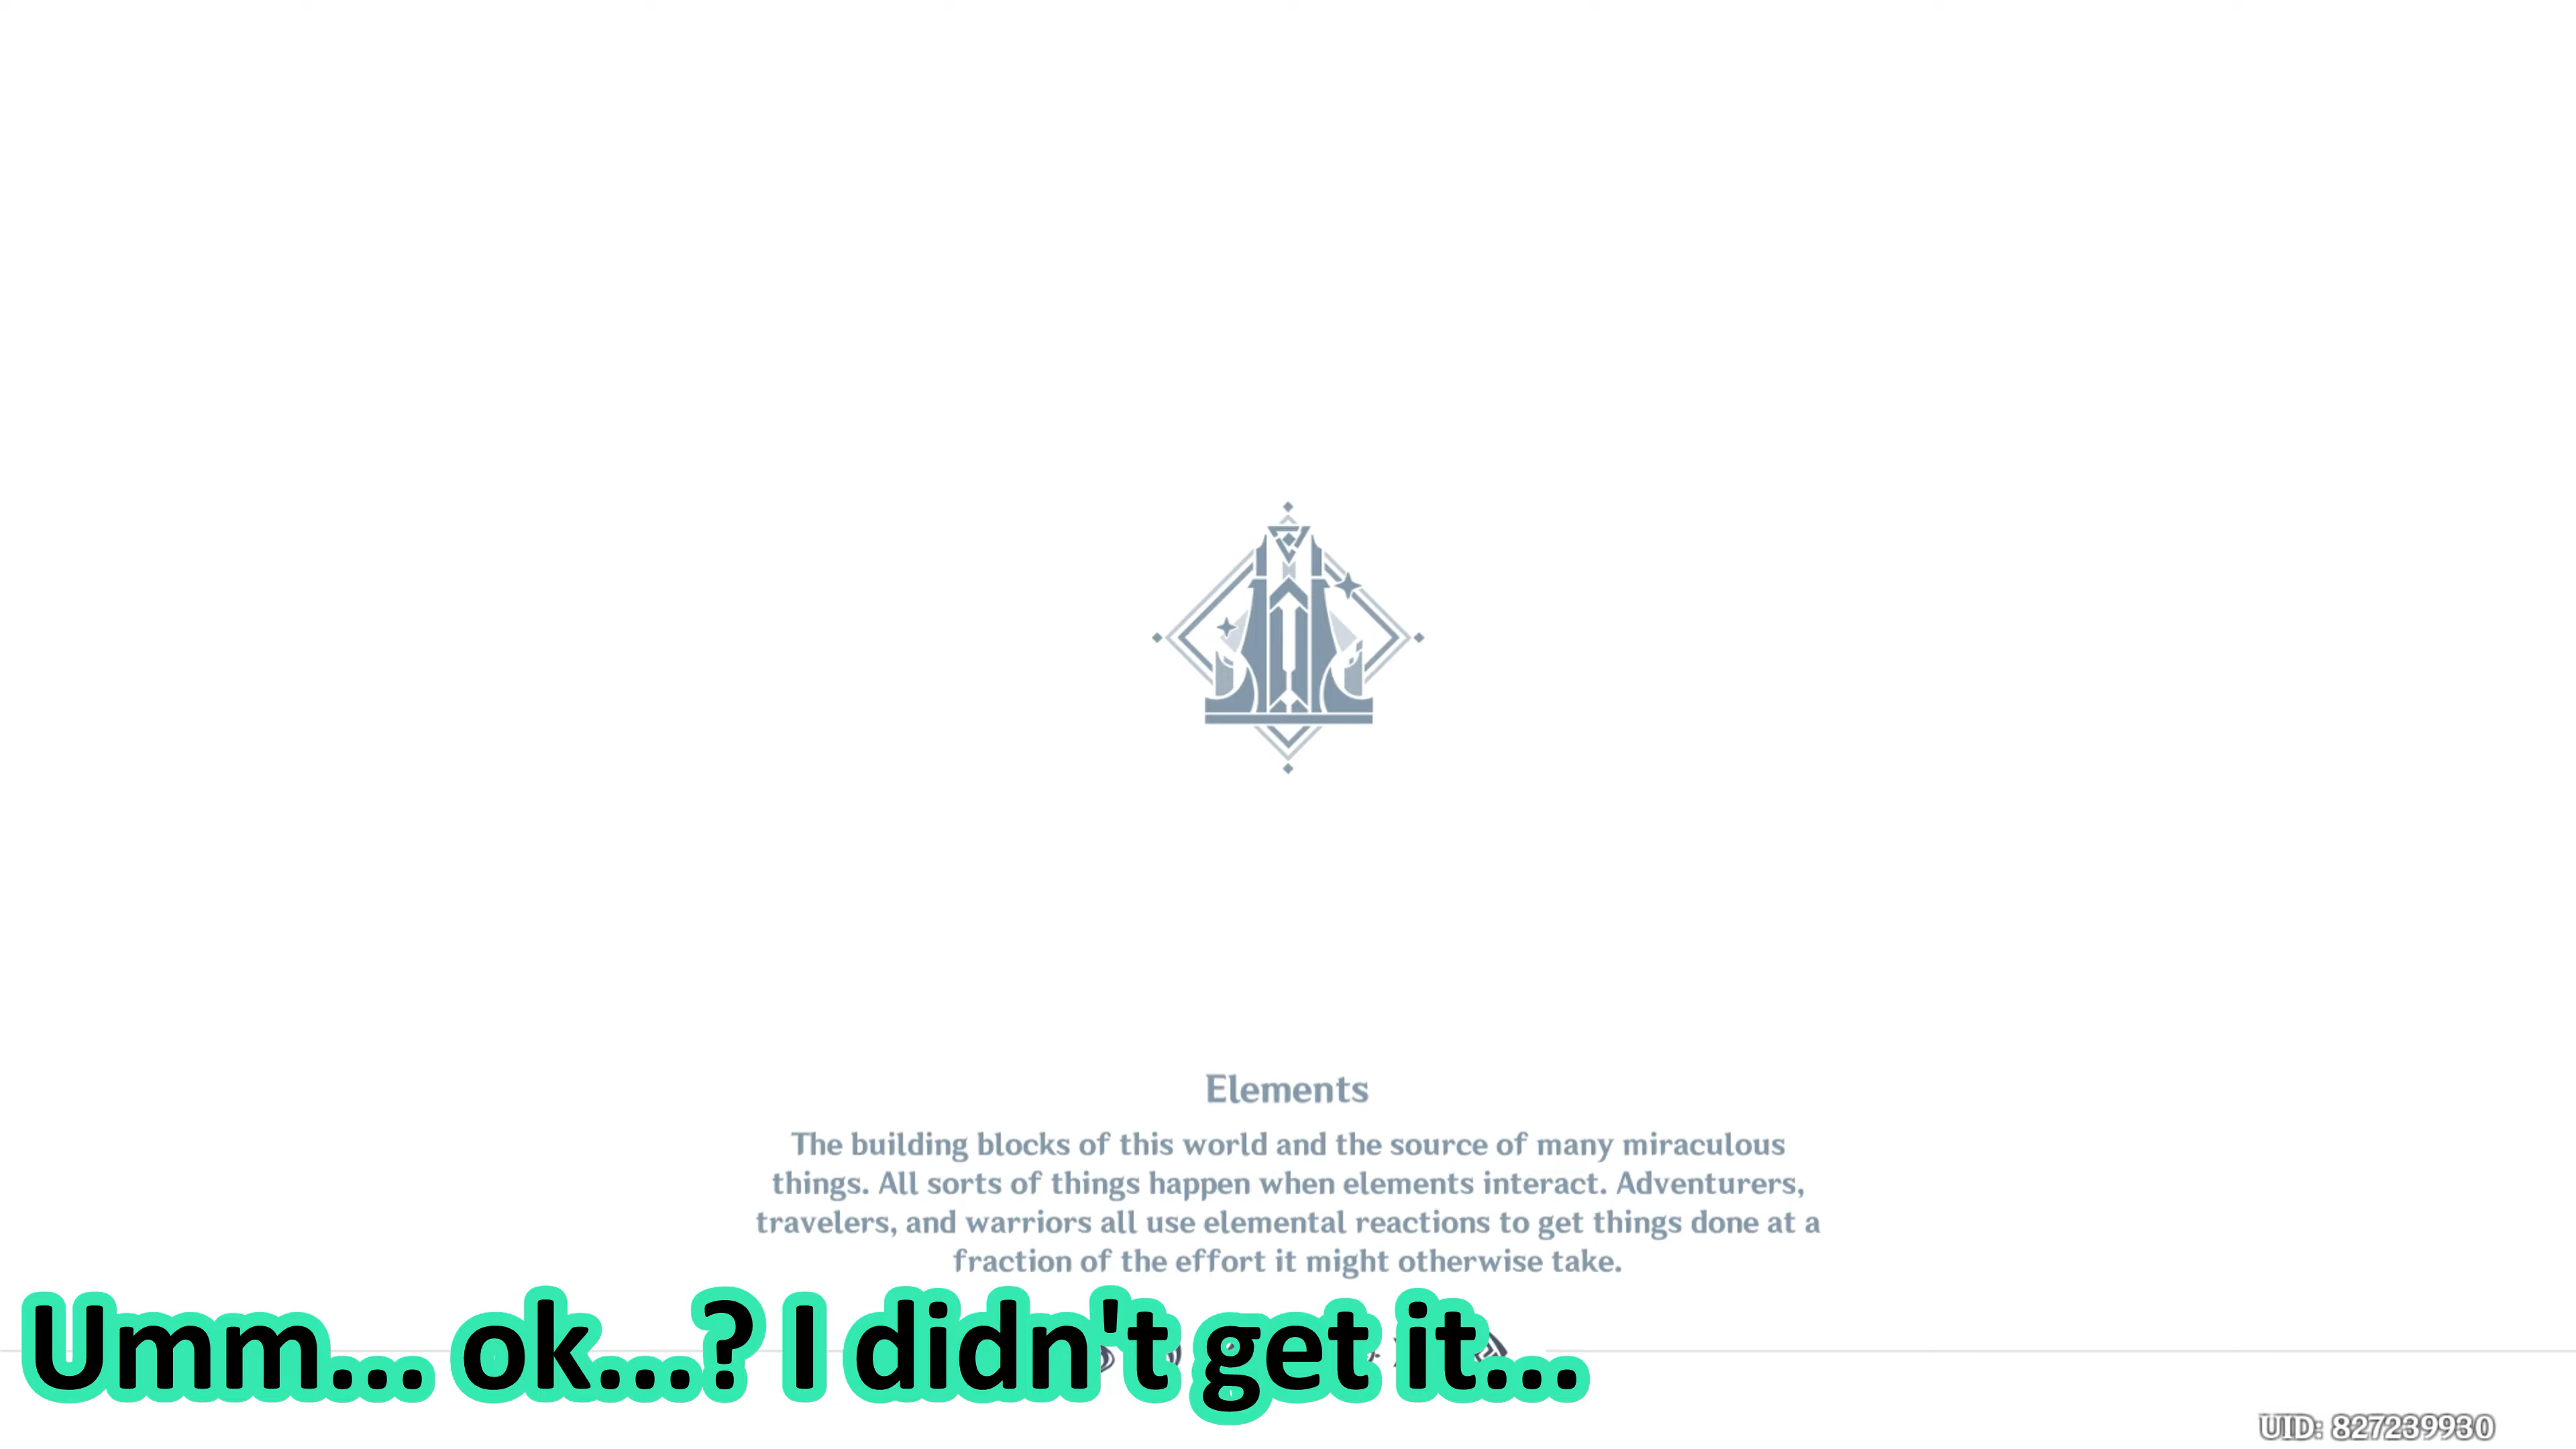 Elements
The building blocks of this world and the source of many miraculous
things. All sorts of things happen when elements interact. Adventurers,
travelers, and warriors all use elemental reactions to get things done at a
fraction of the effort it might otherwise take.
Umm... ok...? I didn't get it...
UID: 827239930